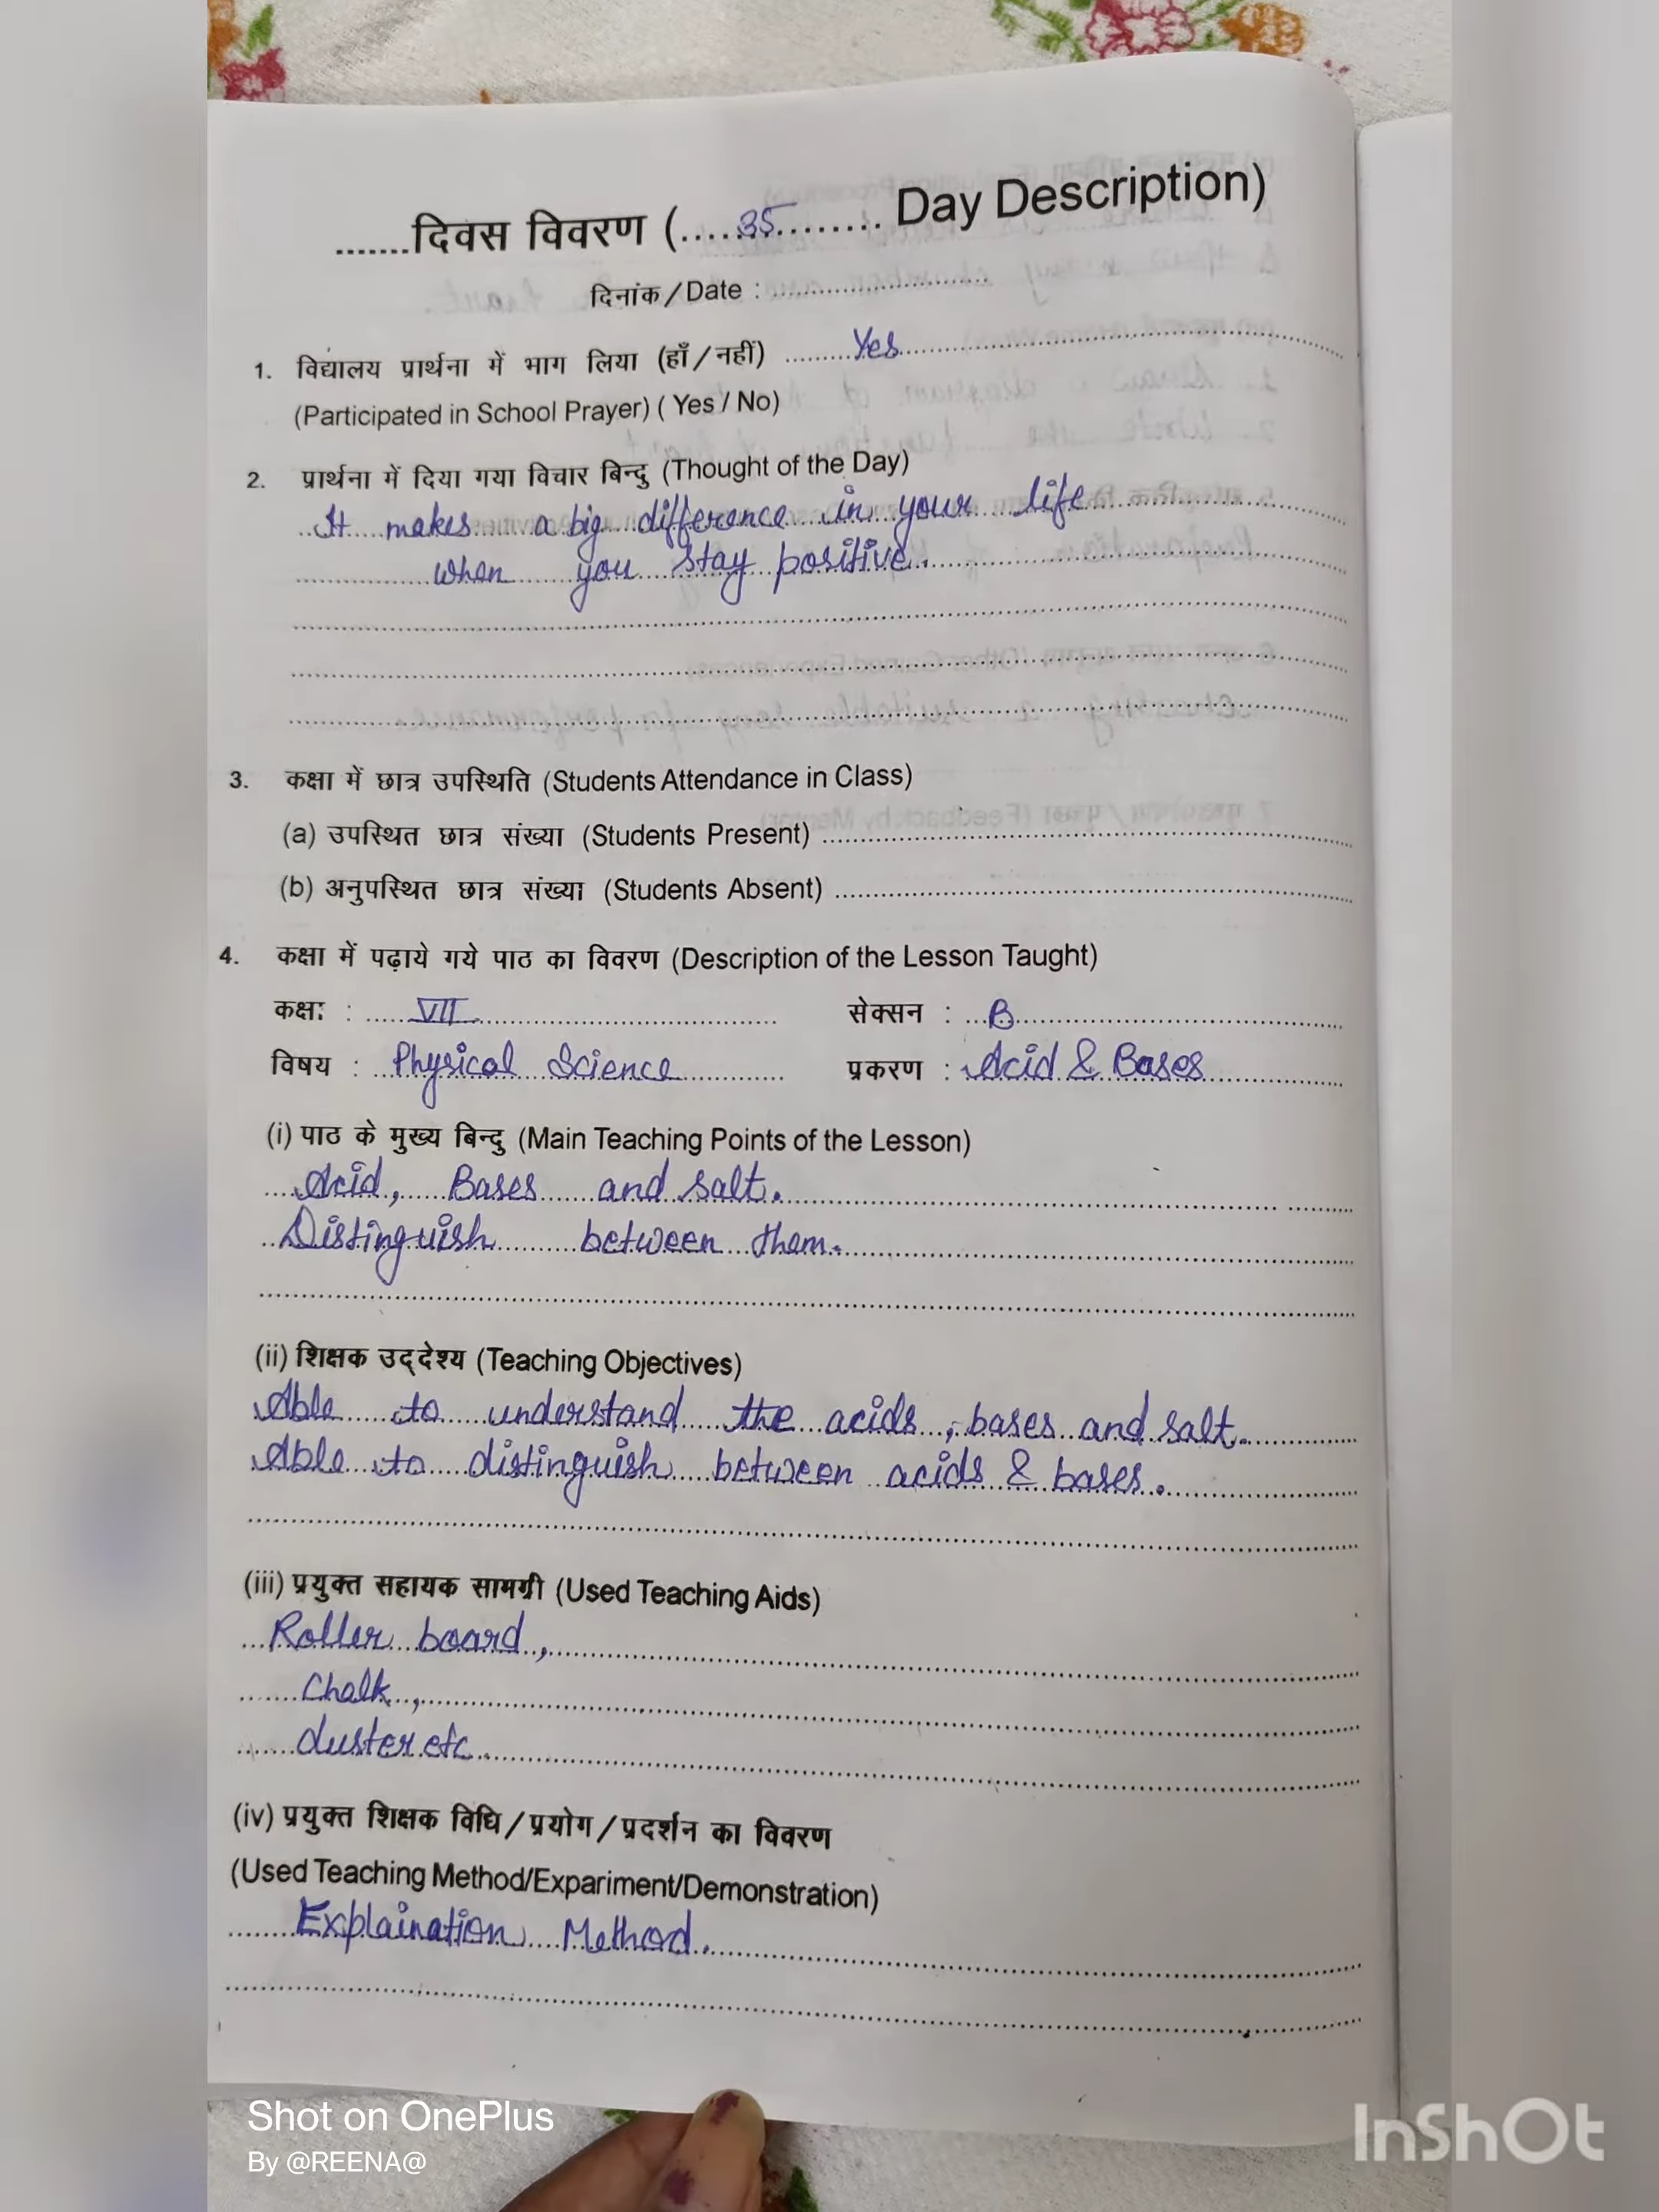 .......दिवस विवरण (.....35......... Day Description)
दिनांक / Date : ..............................
1. विद्यालय प्रार्थना में भाग लिया (हाँ / नहीं) ......... Yes ..............................
(Participated in School Prayer) ( Yes / No)
2. प्रार्थना में दिया गया विचार बिन्दु (Thought of the Day)
It makes a big difference in your life
when you stay positive.
3. कक्षा में छात्र उपस्थिति (Students Attendance in Class)
(a) उपस्थित छात्र संख्या (Students Present) ..............................
(b) अनुपस्थित छात्र संख्या (Students Absent) ..............................
4. कक्षा में पढ़ाये गये पाठ का विवरण (Description of the Lesson Taught)
कक्षा : VII सेक्सन : B
विषय : Physical Science प्रकरण : Acid & Bases
(i) पाठ के मुख्य बिन्दु (Main Teaching Points of the Lesson)
Acid, Bases and salt.
Distinguish between them.
(ii) शिक्षक उद्देश्य (Teaching Objectives)
Able to understand the acids, bases and salt.
Able to distinguish between acids & bases.
(iii) प्रयुक्त सहायक सामग्री (Used Teaching Aids)
Roller board,
Chalk,
duster etc.
(iv) प्रयुक्त शिक्षक विधि / प्रयोग / प्रदर्शन का विवरण
(Used Teaching Method/Expariment/Demonstration)
Explaination Method.
Shot on OnePlus
By @REENA@
InShOt